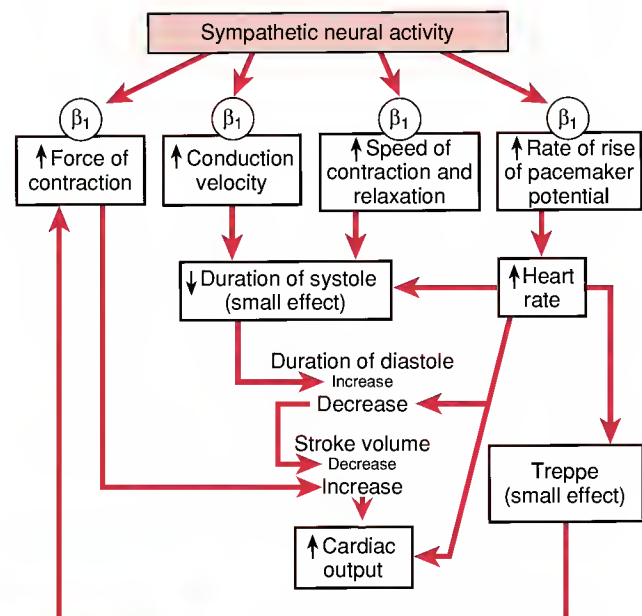 Sympathetic neural activity
β1
β1
β1
β1
↑ Force of
contraction
↑ Conduction
velocity
↑ Speed of
contraction and
relaxation
↑ Rate of rise
of pacemaker
potential
↓ Duration of systole
(small effect)
↑ Heart
rate
Duration of diastole
Increase
Decrease
Stroke volume
Decrease
Increase
Treppe
(small effect)
↑ Cardiac
output